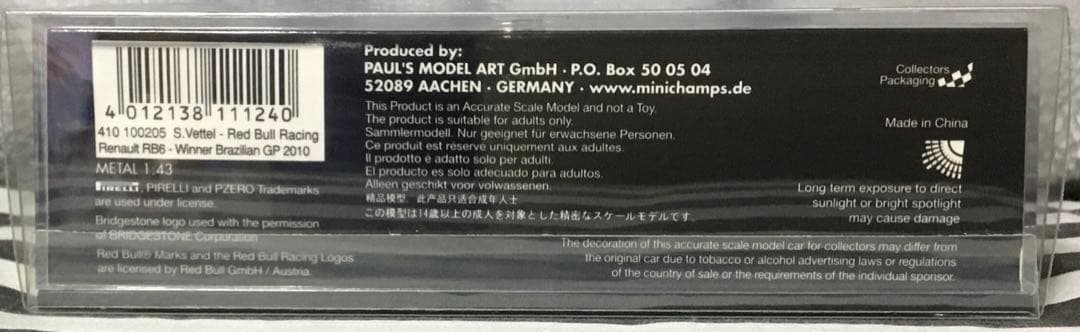 4 012138 111240
410 100205 S.Vettel - Red Bull Racing
Renault RB6 - Winner Brazilian GP 2010
METAL 1:43
PIRELLI, PIRELLI and PZERO Trademarks
are used under license.
Bridgestone logo used with the permission
of BRIDGESTONE Corporation
Red Bull® Marks and the Red Bull Racing Logos
are licensed by Red Bull GmbH / Austria.
Produced by:
PAUL'S MODEL ART GmbH · P.O. Box 50 05 04
52089 AACHEN · GERMANY · www.minichamps.de
This Product is an Accurate Scale Model and not a Toy.
The product is suitable for adults only.
Sammlermodell. Nur geeignet für erwachsene Personen.
Ce produit est réservé uniquement aux adultes.
Il prodotto é adatto solo per adulti.
El producto es solo adecuado para adultos.
Alleen geschikt voor volwassenen.
精品模型. 此产品只适合成年人士
この模型は14歳以上の成人を対象とした精密なスケールモデルです.
Collectors
Packaging
Made in China
Long term exposure to direct
sunlight or bright spotlight
may cause damage
The decoration of this accurate scale model car for collectors may differ from
the original car due to tobacco or alcohol advertising laws or regulations
of the country of sale or the requirements of the individual sponsor.